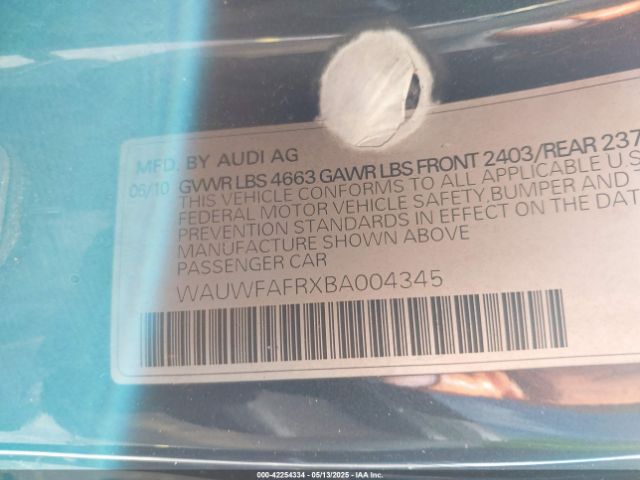 MFD. BY AUDI AG
06/10 GVWR LBS 4663 GAWR LBS FRONT 2403/REAR 237
THIS VEHICLE CONFORMS TO ALL APPLICABLE U.S
FEDERAL MOTOR VEHICLE SAFETY, BUMPER AND
PREVENTION STANDARDS IN EFFECT ON THE DAT
MANUFACTURE SHOWN ABOVE
PASSENGER CAR
WAUWFAFRXBA004345
000-42254334 --- 05/13/2025 --- IAA Inc.